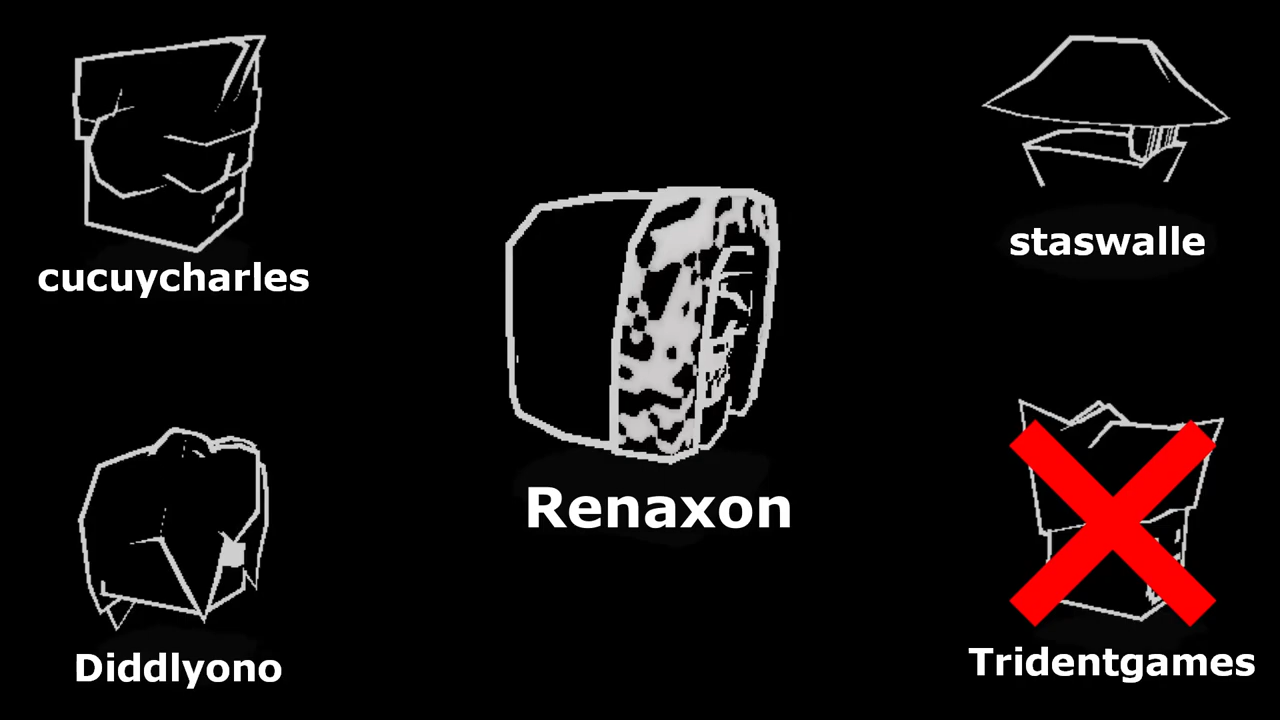 cucuycharles
staswalle
Renaxon
Diddlyono
Tridentgames